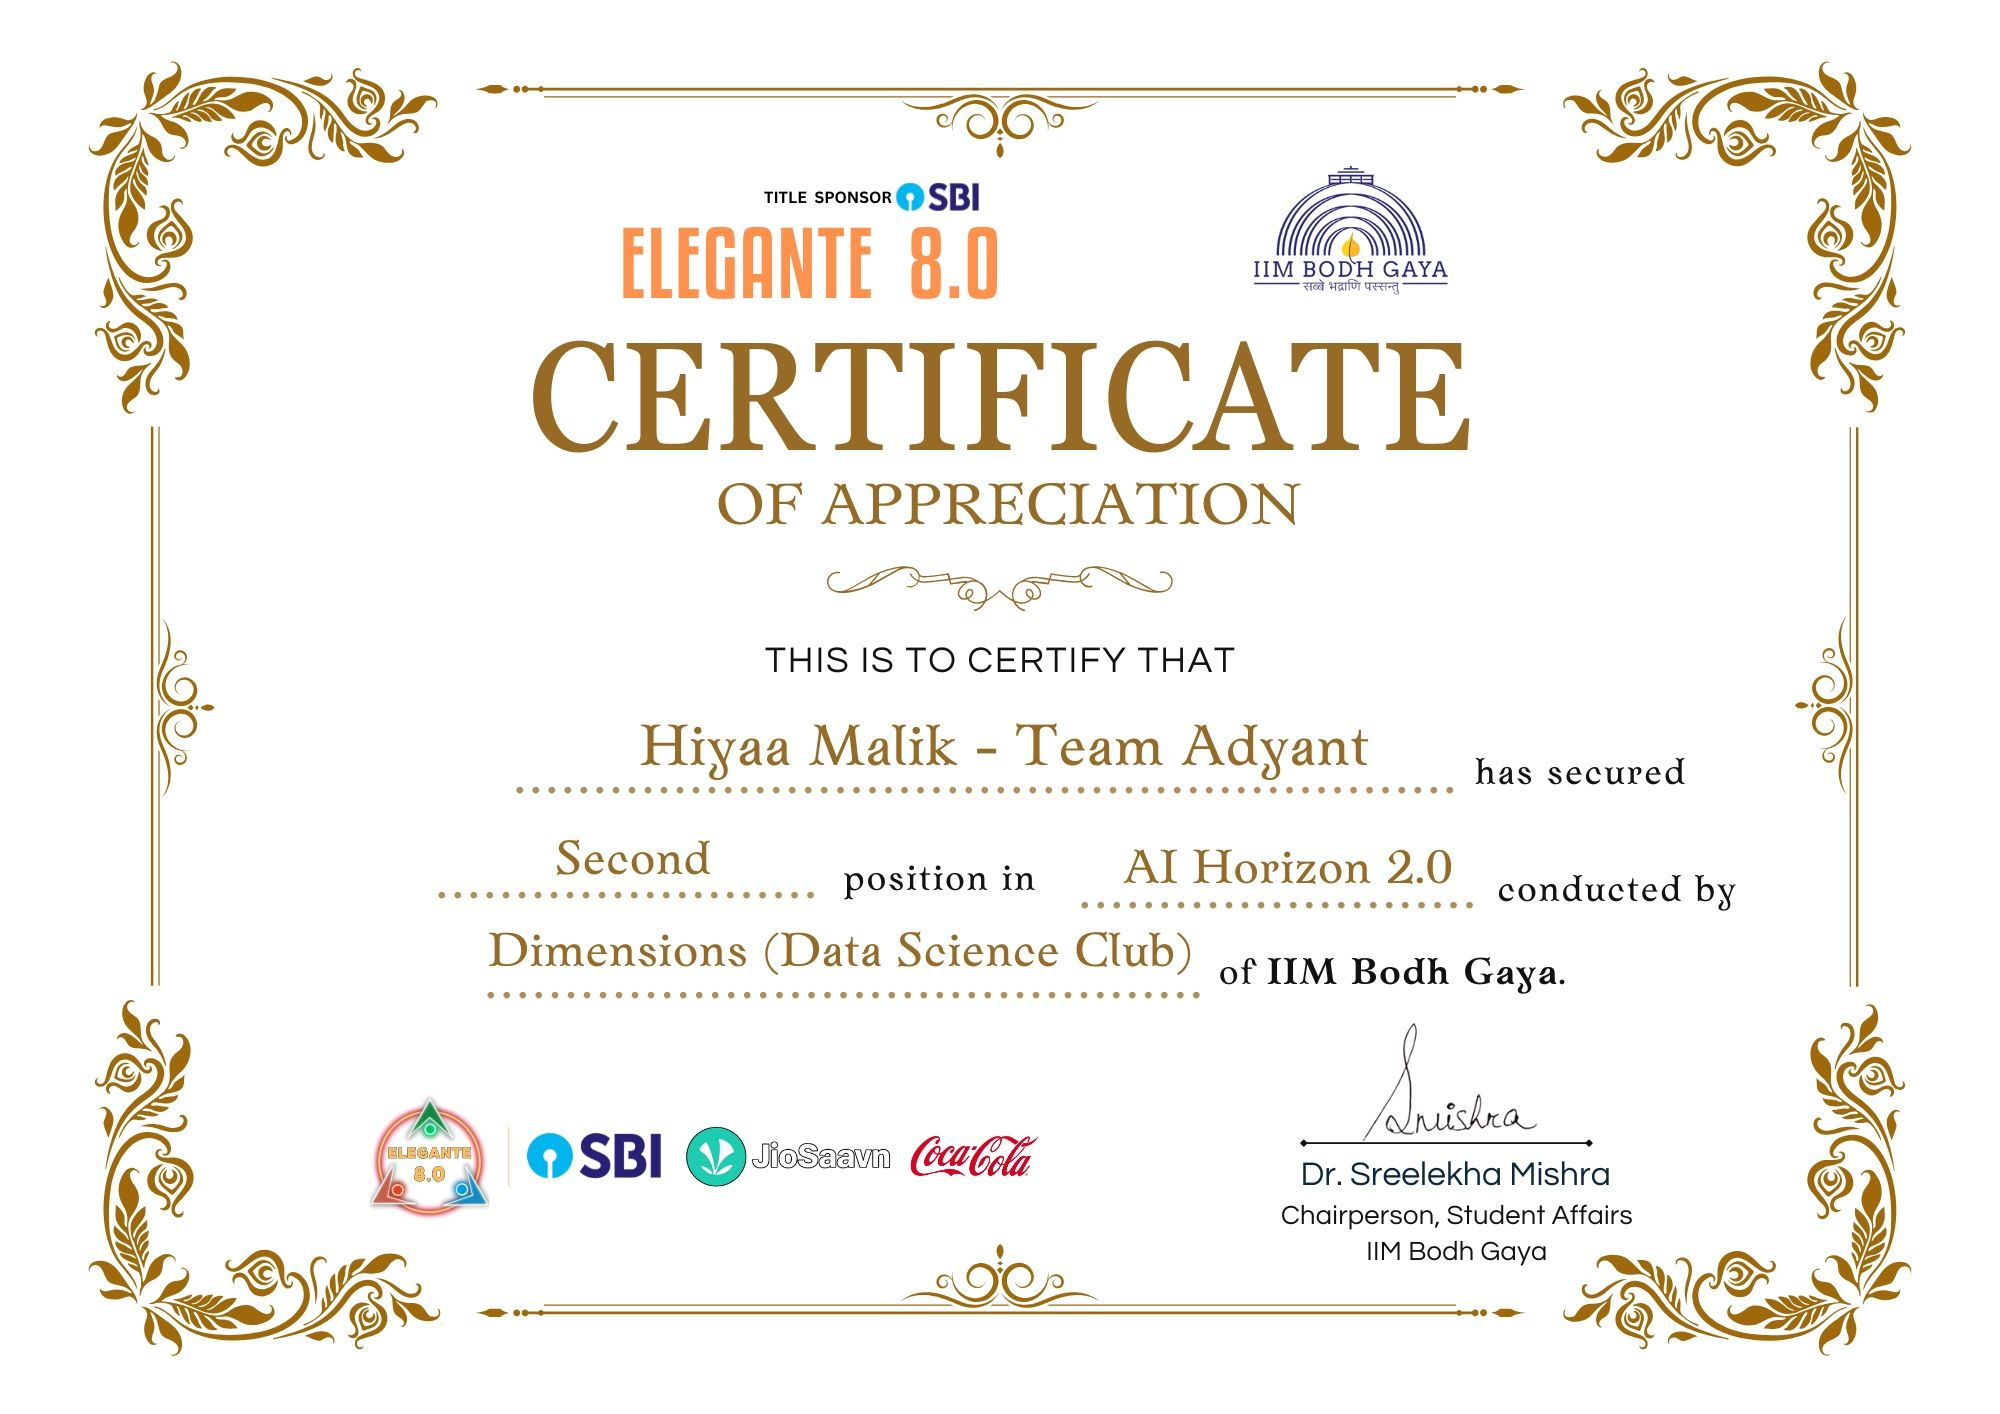 TITLE SPONSOR SBI
ELEGANTE 8.0
IIM BODH GAYA
सब्बे भद्राणि पस्सन्तु
CERTIFICATE
OF APPRECIATION
THIS IS TO CERTIFY THAT
Hiyaa Malik - Team Adyant has secured
Second position in AI Horizon 2.0 conducted by
Dimensions (Data Science Club) of IIM Bodh Gaya.
ELEGANTE
8.0
SBI JioSaavn Coca-Cola
Smishra
Dr. Sreelekha Mishra
Chairperson, Student Affairs
IIM Bodh Gaya